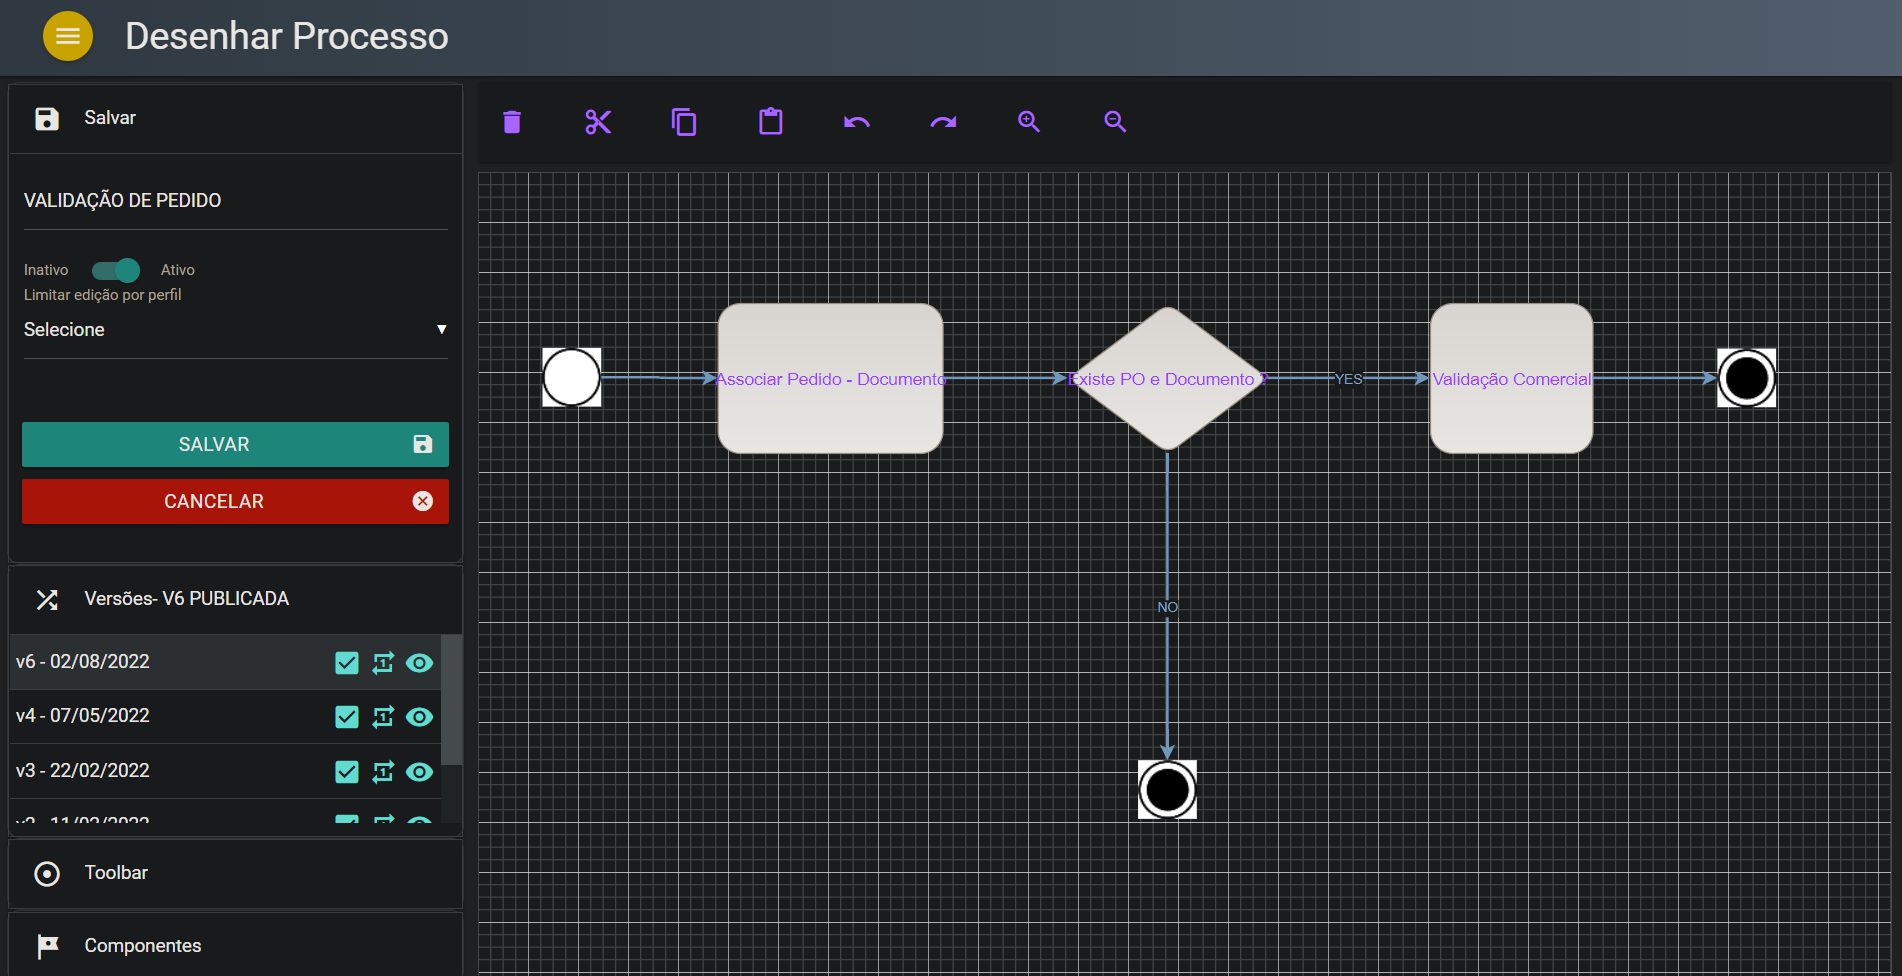 Desenhar Processo
Salvar
VALIDAÇÃO DE PEDIDO
Inativo Ativo
Limitar edição por perfil
Selecione
SALVAR
CANCELAR
Versões- V6 PUBLICADA
v6 - 02/08/2022
v4 - 07/05/2022
v3 - 22/02/2022
Toolbar
Componentes
Associar Pedido - Documento
Existe PO e Documento ?
YES
Validação Comercial
NO